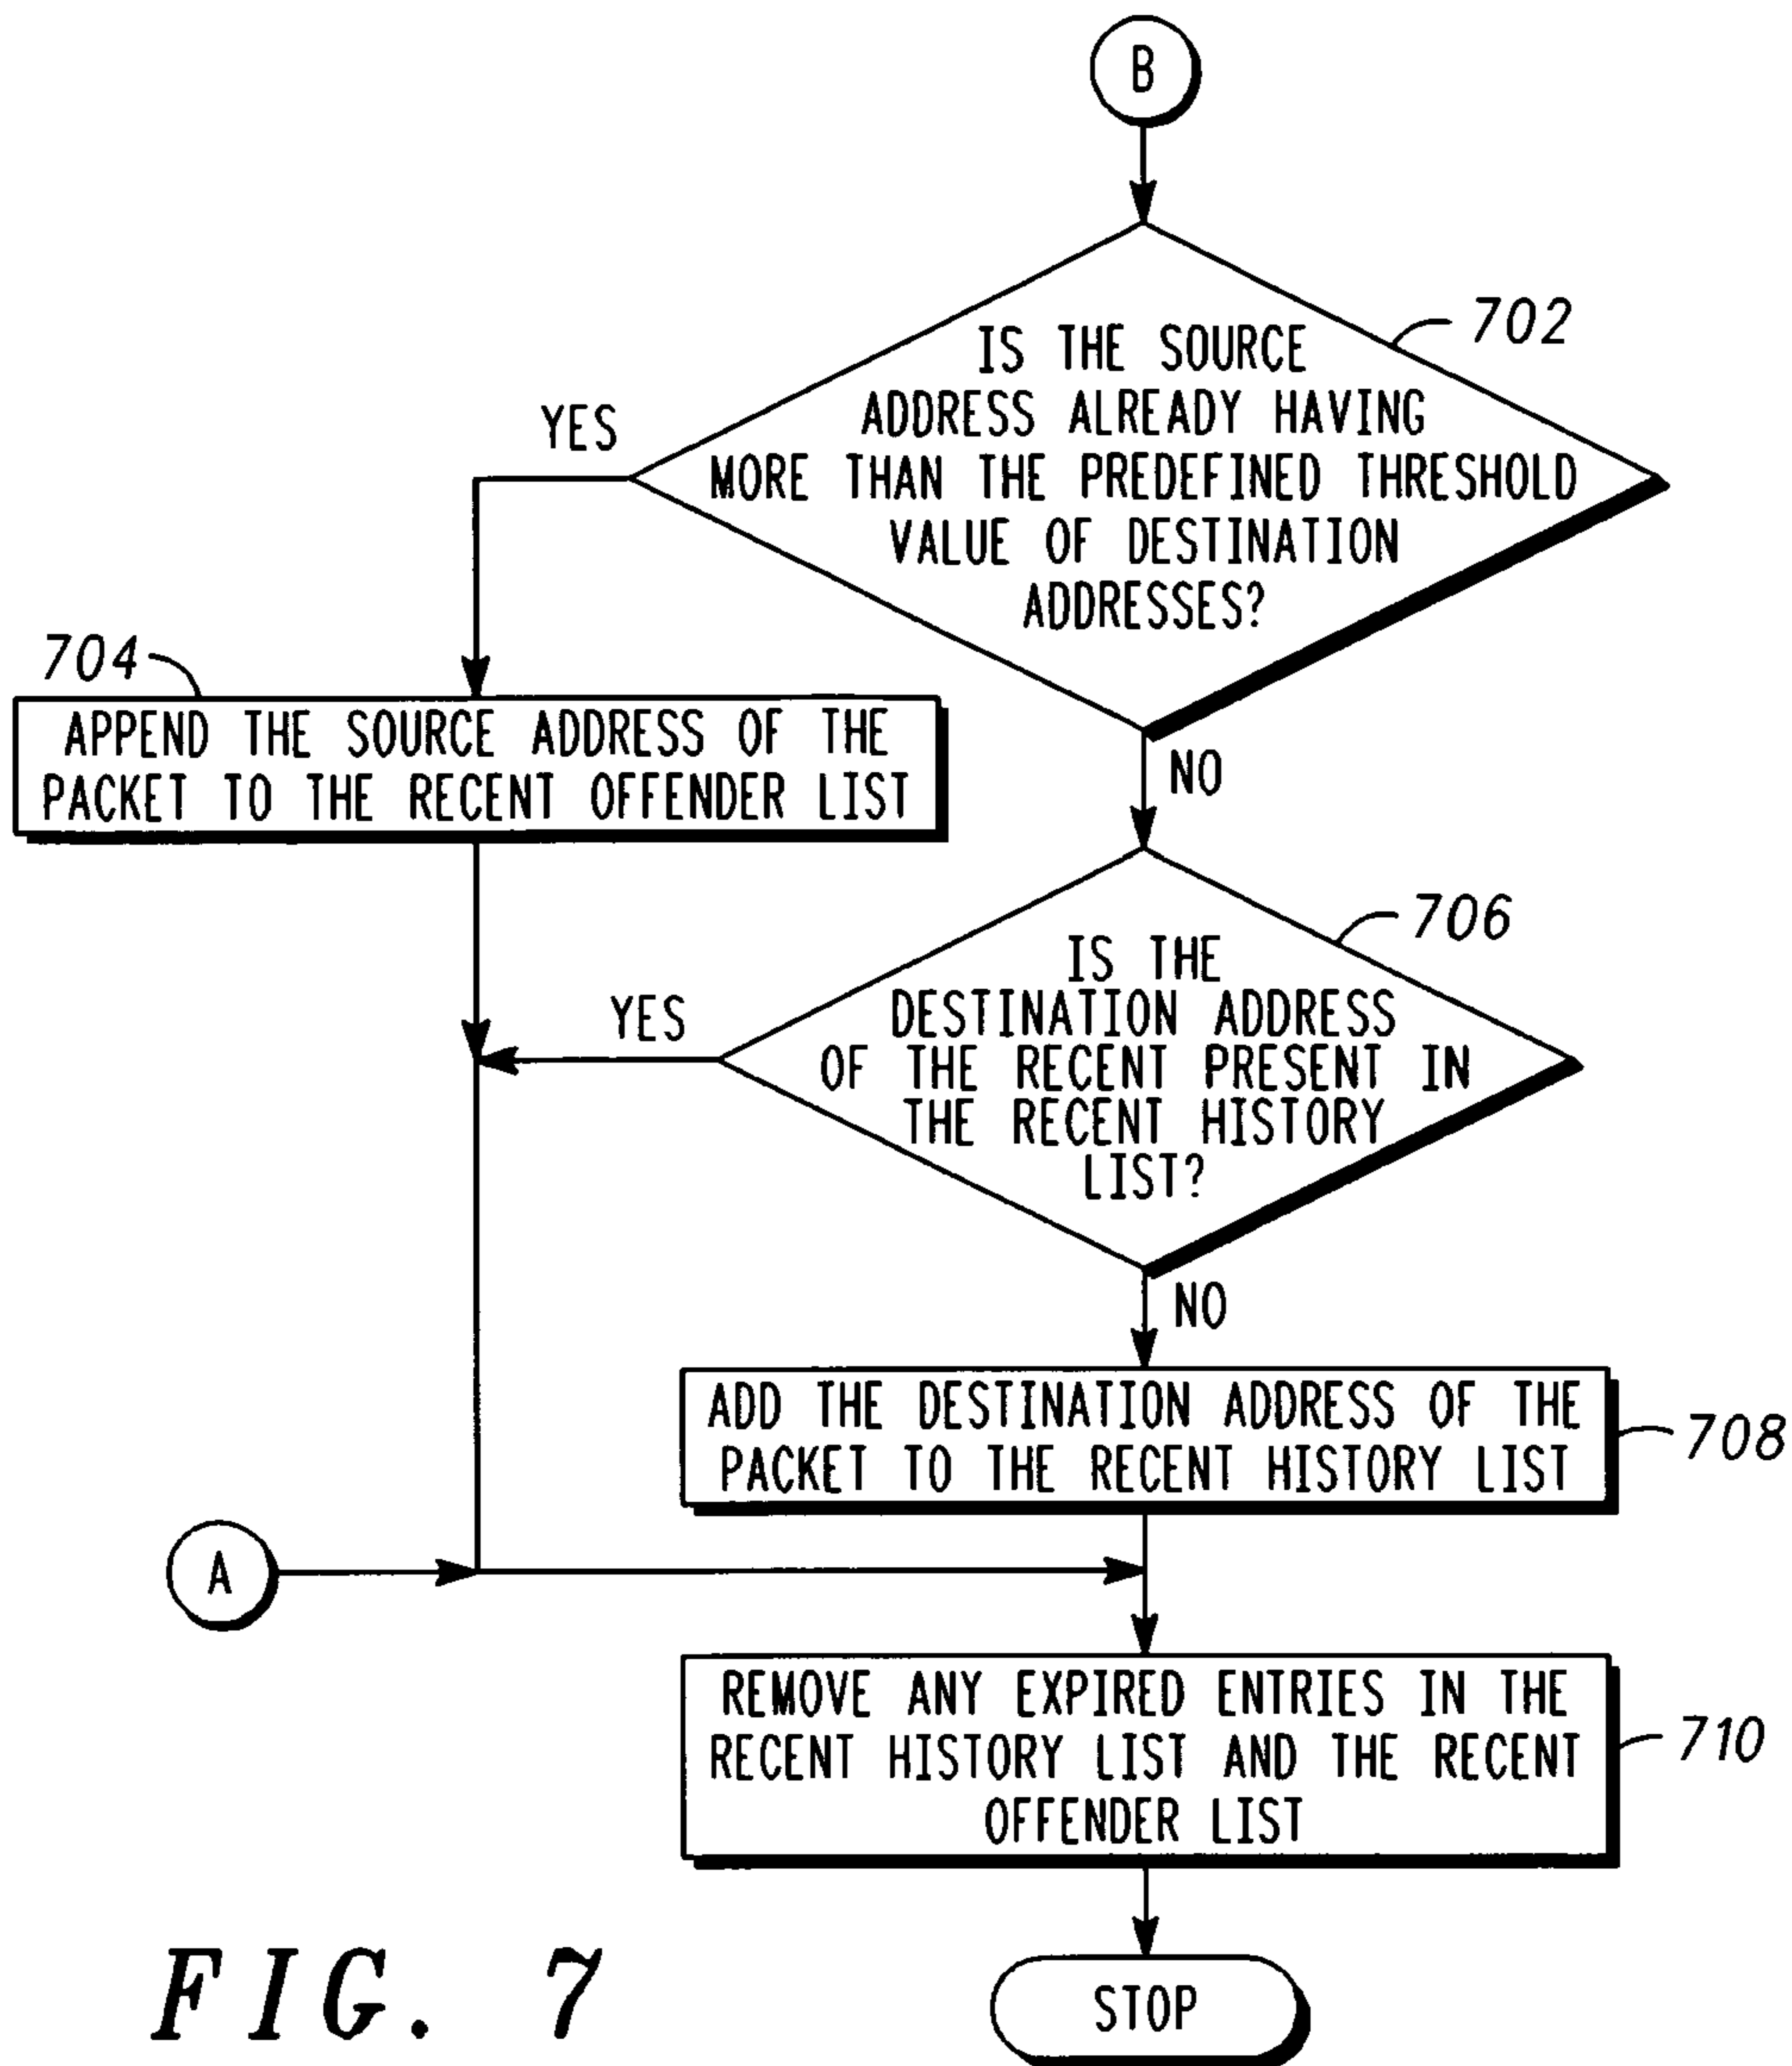 B
IS THE SOURCE
ADDRESS ALREADY HAVING
MORE THAN THE PREDEFINED THRESHOLD
VALUE OF DESTINATION
ADDRESSES?
702
YES
NO
704
APPEND THE SOURCE ADDRESS OF THE
PACKET TO THE RECENT OFFENDER LIST
706
IS THE
DESTINATION ADDRESS
OF THE RECENT PRESENT IN
THE RECENT HISTORY
LIST?
YES
NO
ADD THE DESTINATION ADDRESS OF THE
PACKET TO THE RECENT HISTORY LIST
708
A
REMOVE ANY EXPIRED ENTRIES IN THE
RECENT HISTORY LIST AND THE RECENT
OFFENDER LIST
710
STOP
FIG. 7